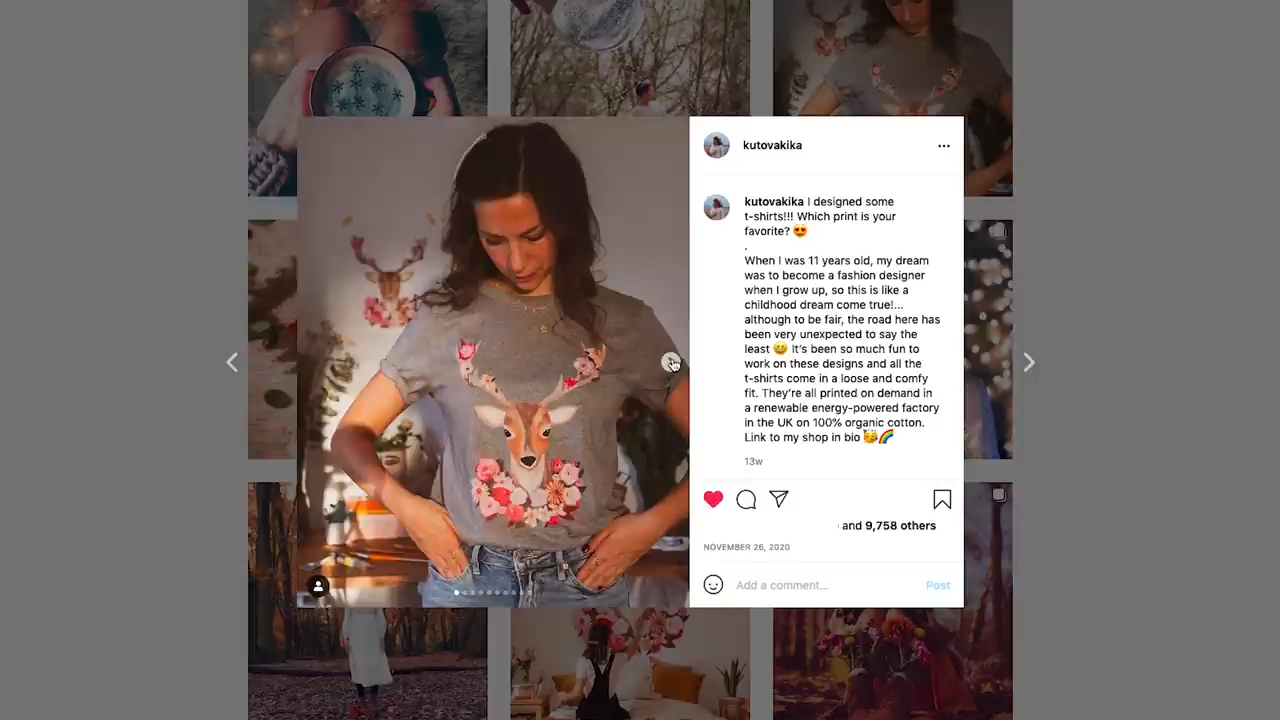 kutovakika
kutovakika I designed some
t-shirts!!! Which print is your
favorite? 😍
.
When I was 11 years old, my dream
was to become a fashion designer
when I grow up, so this is like a
childhood dream come true!...
although to be fair, the road here has
been very unexpected to say the
least 😆 It's been so much fun to
work on these designs and all the
t-shirts come in a loose and comfy
fit. They're all printed on demand in
a renewable energy-powered factory
in the UK on 100% organic cotton.
Link to my shop in bio 🥳🌈
13w
and 9,758 others
NOVEMBER 26, 2020
Add a comment...
Post